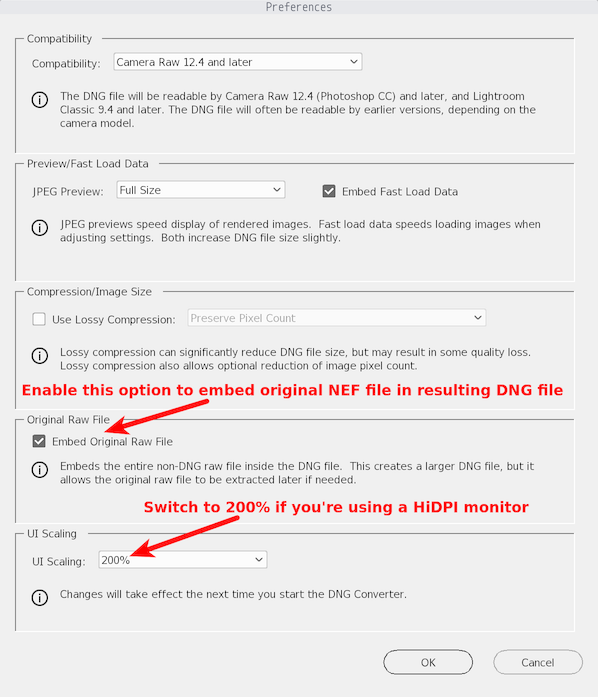 Preferences
Compatibility
Compatibility: Camera Raw 12.4 and later
The DNG file will be readable by Camera Raw 12.4 (Photoshop CC) and later, and Lightroom
Classic 9.4 and later. The DNG file will often be readable by earlier versions, depending on the
camera model.
Preview/Fast Load Data
JPEG Preview: Full Size Embed Fast Load Data
JPEG previews speed display of rendered images.  Fast load data speeds loading images when
adjusting settings.  Both increase DNG file size slightly.
Compression/Image Size
Use Lossy Compression: Preserve Pixel Count
Lossy compression can significantly reduce DNG file size, but may result in some quality loss.
Lossy compression also allows optional reduction of image pixel count.
Enable this option to embed original NEF file in resulting DNG file
Original Raw File
Embed Original Raw File
Embeds the entire non-DNG raw file inside the DNG file.  This creates a larger DNG file, but it
allows the original raw file to be extracted later if needed.
Switch to 200% if you're using a HiDPI monitor
UI Scaling
UI Scaling: 200%
Changes will take effect the next time you start the DNG Converter.
OK Cancel